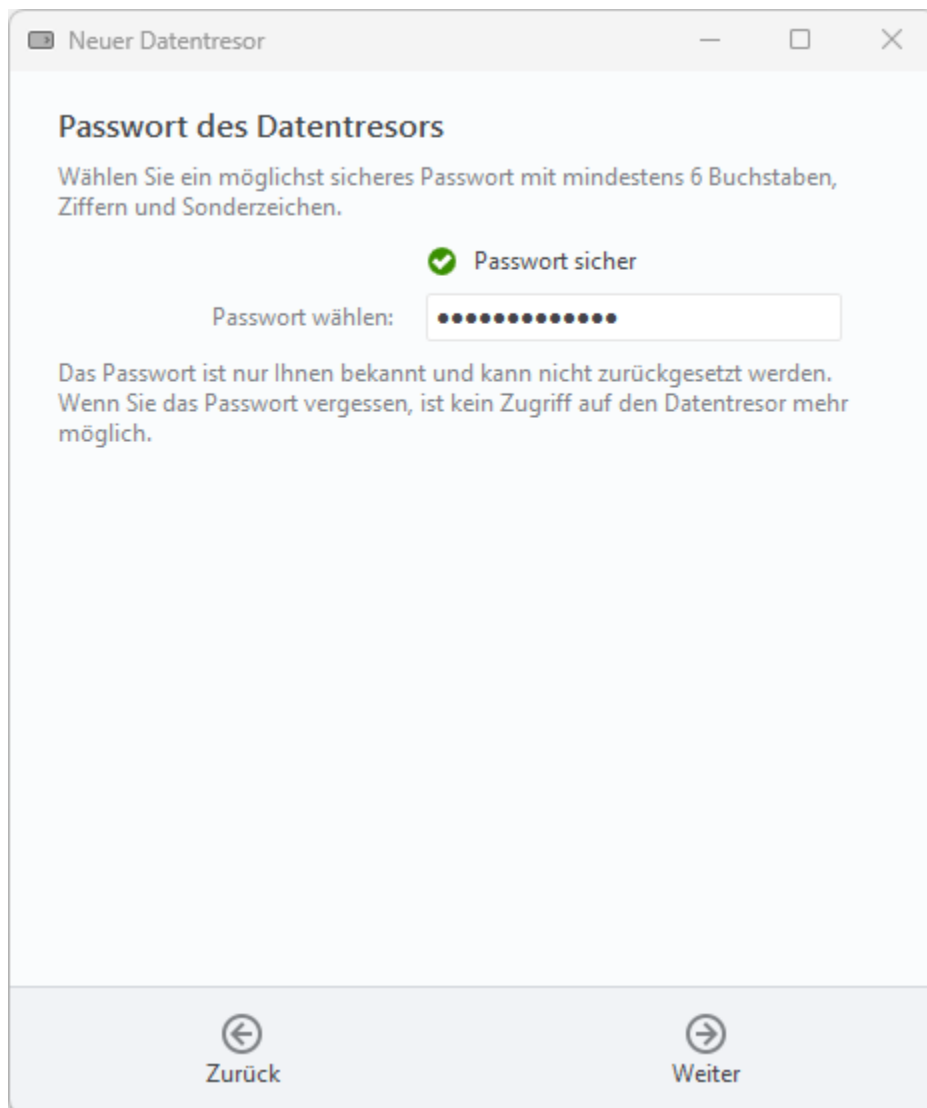 Neuer Datentresor
Passwort des Datentresors
Wählen Sie ein möglichst sicheres Passwort mit mindestens 6 Buchstaben,
Ziffern und Sonderzeichen.
Passwort sicher
Passwort wählen: •••••••••••••
Das Passwort ist nur Ihnen bekannt und kann nicht zurückgesetzt werden.
Wenn Sie das Passwort vergessen, ist kein Zugriff auf den Datentresor mehr
möglich.
Zurück
Weiter